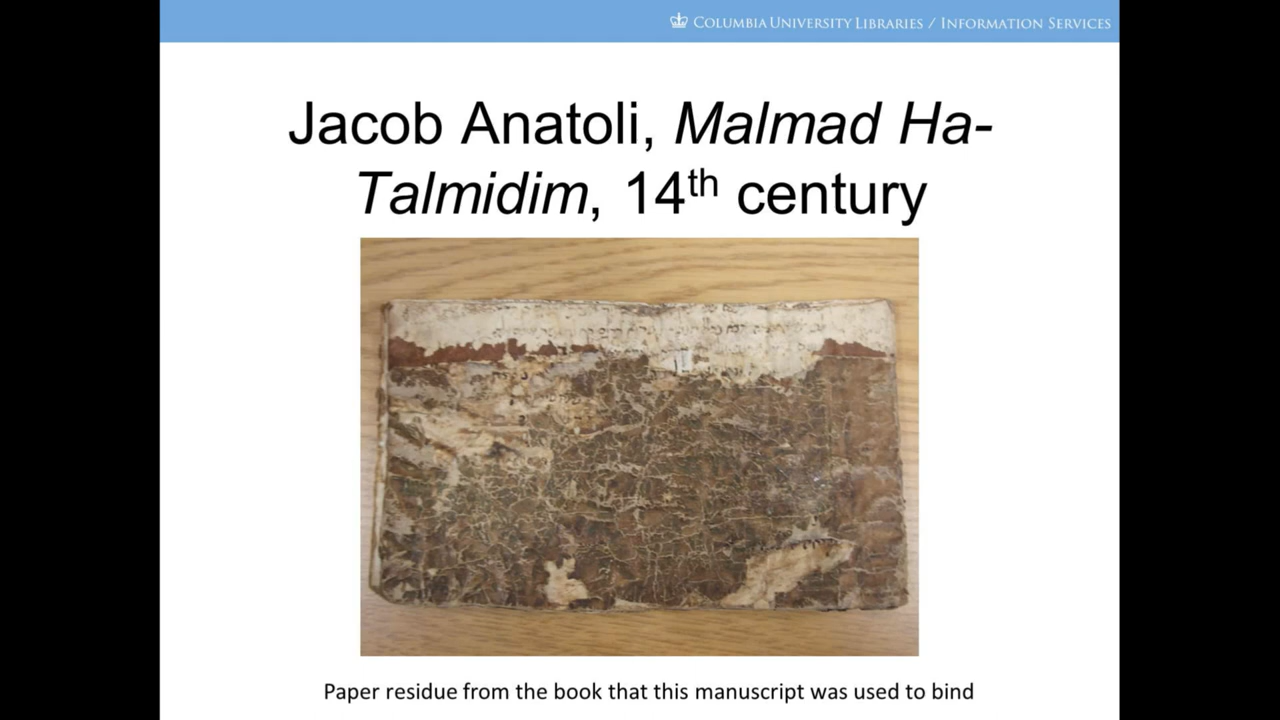 COLUMBIA UNIVERSITY LIBRARIES / INFORMATION SERVICES
Jacob Anatoli, Malmad Ha-
Talmidim, 14th century
Paper residue from the book that this manuscript was used to bind